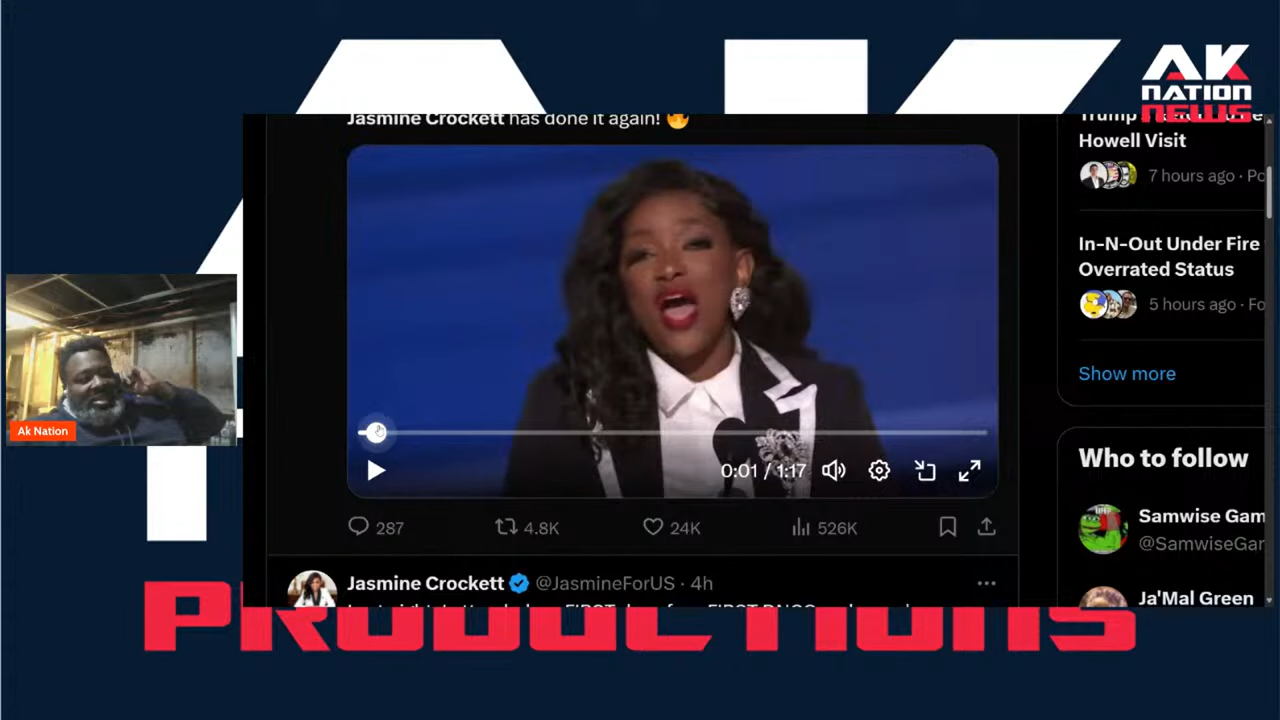 AK
NATION
NEWS
Jasmine Crockett has done it again! 🔥
Howell Visit
7 hours ago
In-N-Out Under Fire
Overrated Status
5 hours ago
Show more
0:01 / 1:17
Ak Nation
287
4.8K
24K
526K
Who to follow
Samwise Gam
@SamwiseGar
Jasmine Crockett @JasmineForUS · 4h
Ja'Mal Green
PRODUCTIONS